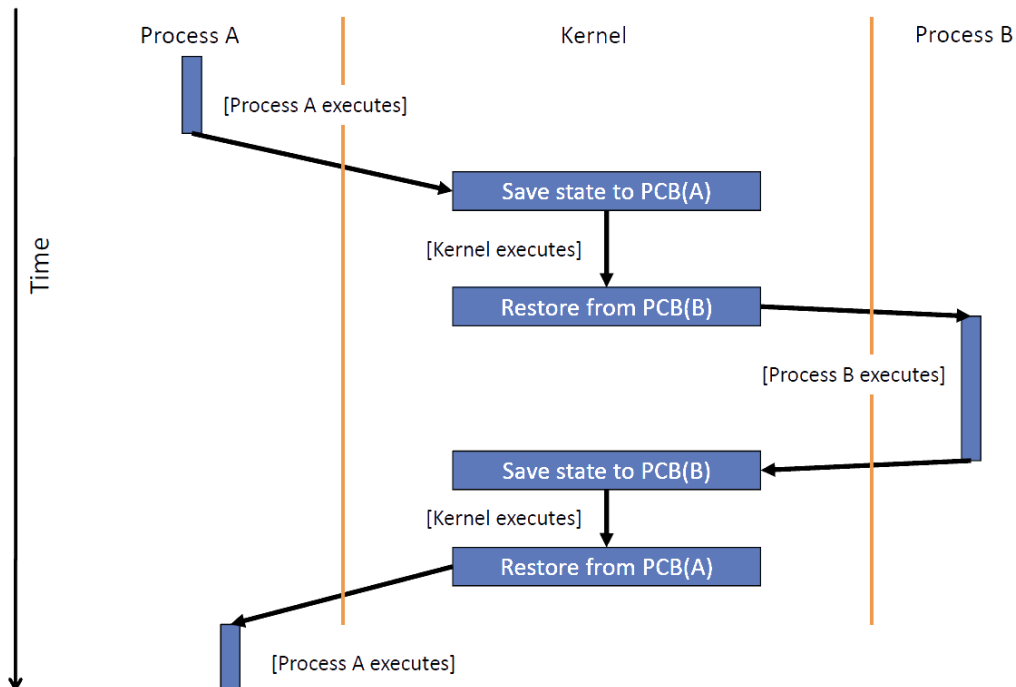 Process A
Kernel
Process B
[Process A executes]
Save state to PCB(A)
[Kernel executes]
Time
Restore from PCB(B)
[Process B executes]
Save state to PCB(B)
[Kernel executes]
Restore from PCB(A)
[Process A executes]